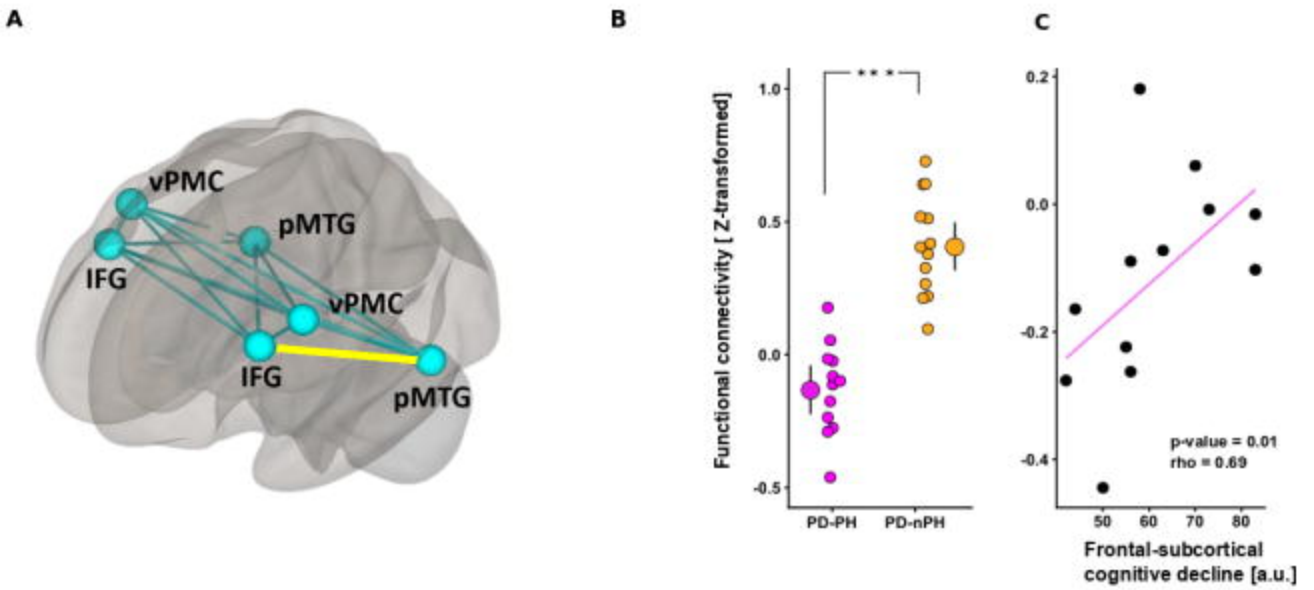 A
vPMC
pMTG
IFG
vPMC
IFG
pMTG
B
Functional connectivity [ Z-transformed]
1.0
0.5
0.0
-0.5
* * *
PD-PH
PD-nPH
C
0.2
0.0
-0.2
-0.4
p-value = 0.01
rho = 0.69
50
60
70
80
Frontal-subcortical
cognitive decline [a.u.]